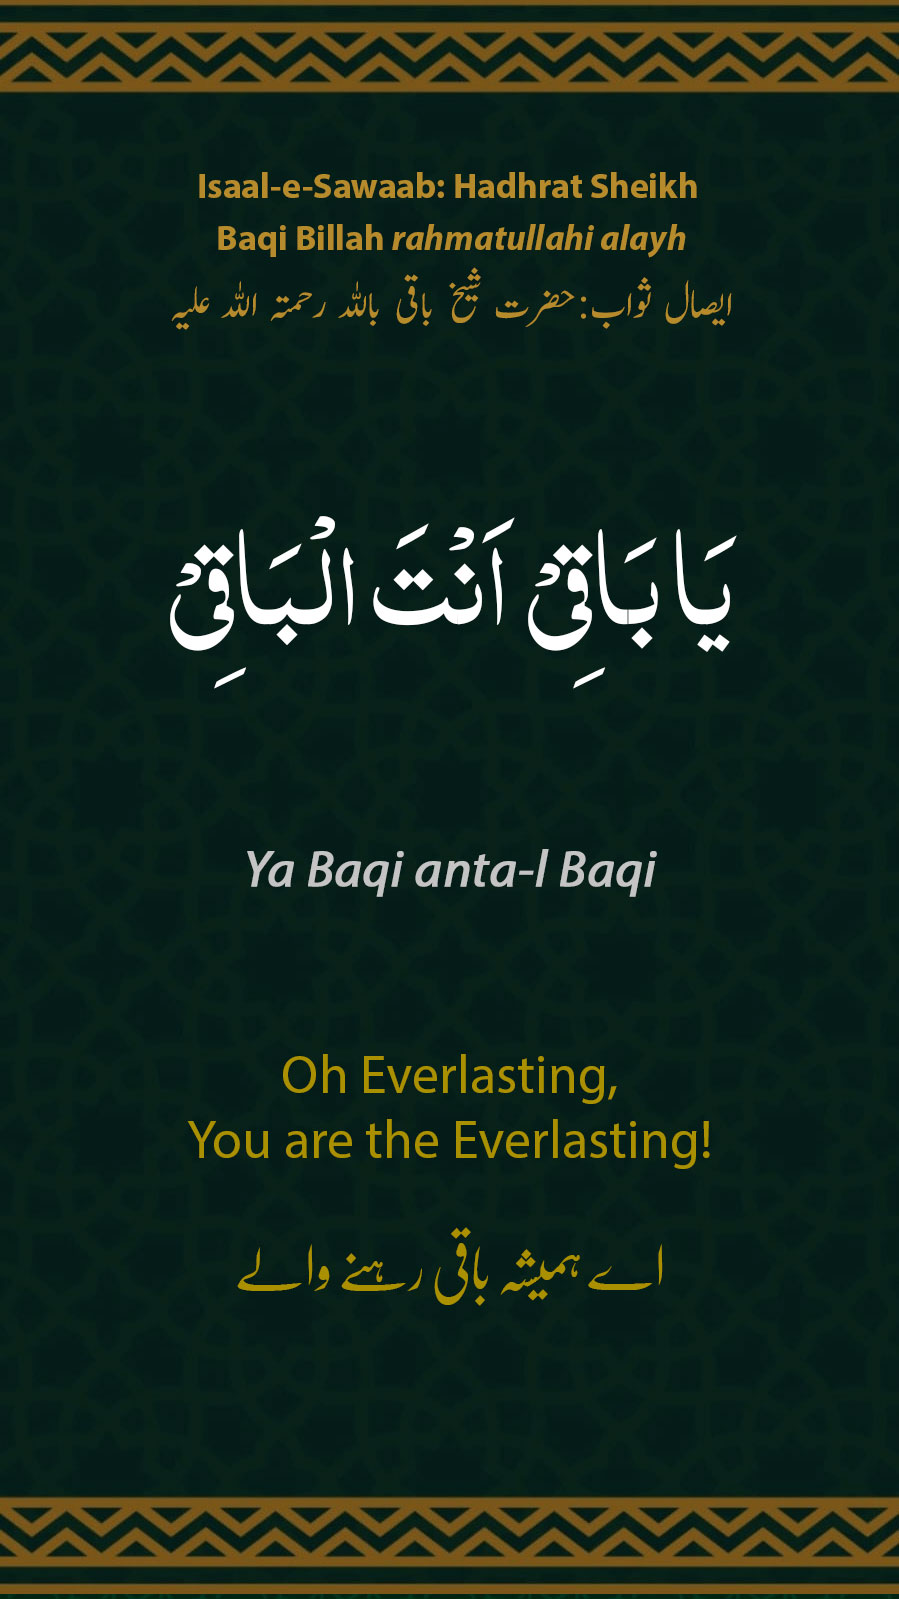 Isaal-e-Sawaab: Hadhrat Sheikh
Baqi Billah rahmatullahi alayh
ایصال ثواب: حضرت شیخ باقی باللہ رحمتہ اللہ علیہ
يَا بَاقِيْ اَنْتَ الْبَاقِيْ
Ya Baqi anta-l Baqi
Oh Everlasting,
You are the Everlasting!
اے ہمیشہ باقی رہنے والے